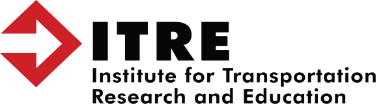 ITRE
Institute for Transportation
Research and Education